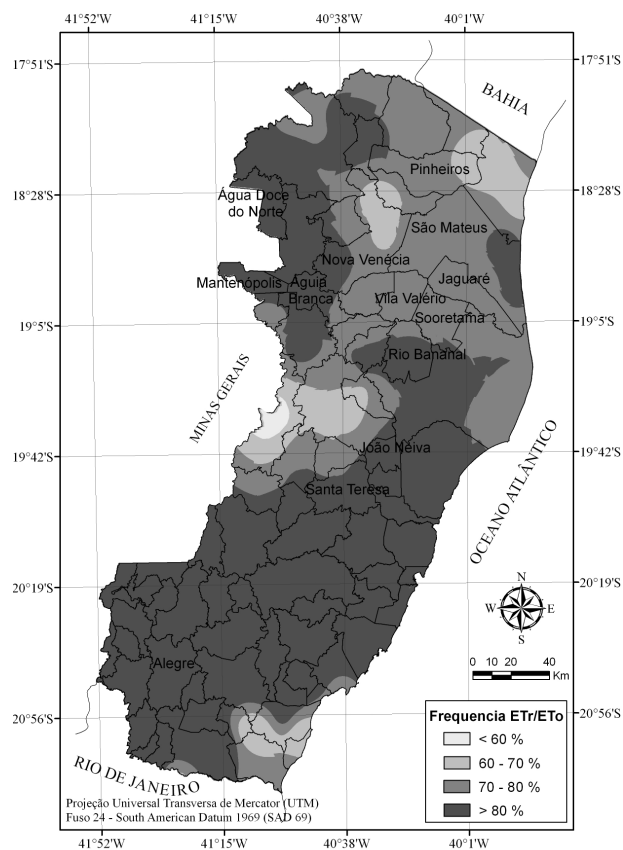 41°52'W 41°15'W 40°38'W 40°1'W
17°51'S 17°51'S
BAHIA
Pinheiros
18°28'S 18°28'S
Água Doce
do Norte
São Mateus
Nova Venécia
Mantenópolis
Águia
Branca
Jaguaré
Vila Valério
Sooretama
19°5'S 19°5'S
Rio Bananal
MINAS GERAIS
João Neiva
19°42'S 19°42'S
Santa Teresa
OCEANO ATLÂNTICO
20°19'S 20°19'S
N
W E
S
Alegre
0 10 20 40
Km
20°56'S 20°56'S
Frequencia ETr/ETo
< 60 %
60 - 70 %
70 - 80 %
> 80 %
RIO DE JANEIRO
Projeção Universal Transversa de Mercator (UTM)
Fuso 24 - South American Datum 1969 (SAD 69)
41°52'W 41°15'W 40°38'W 40°1'W